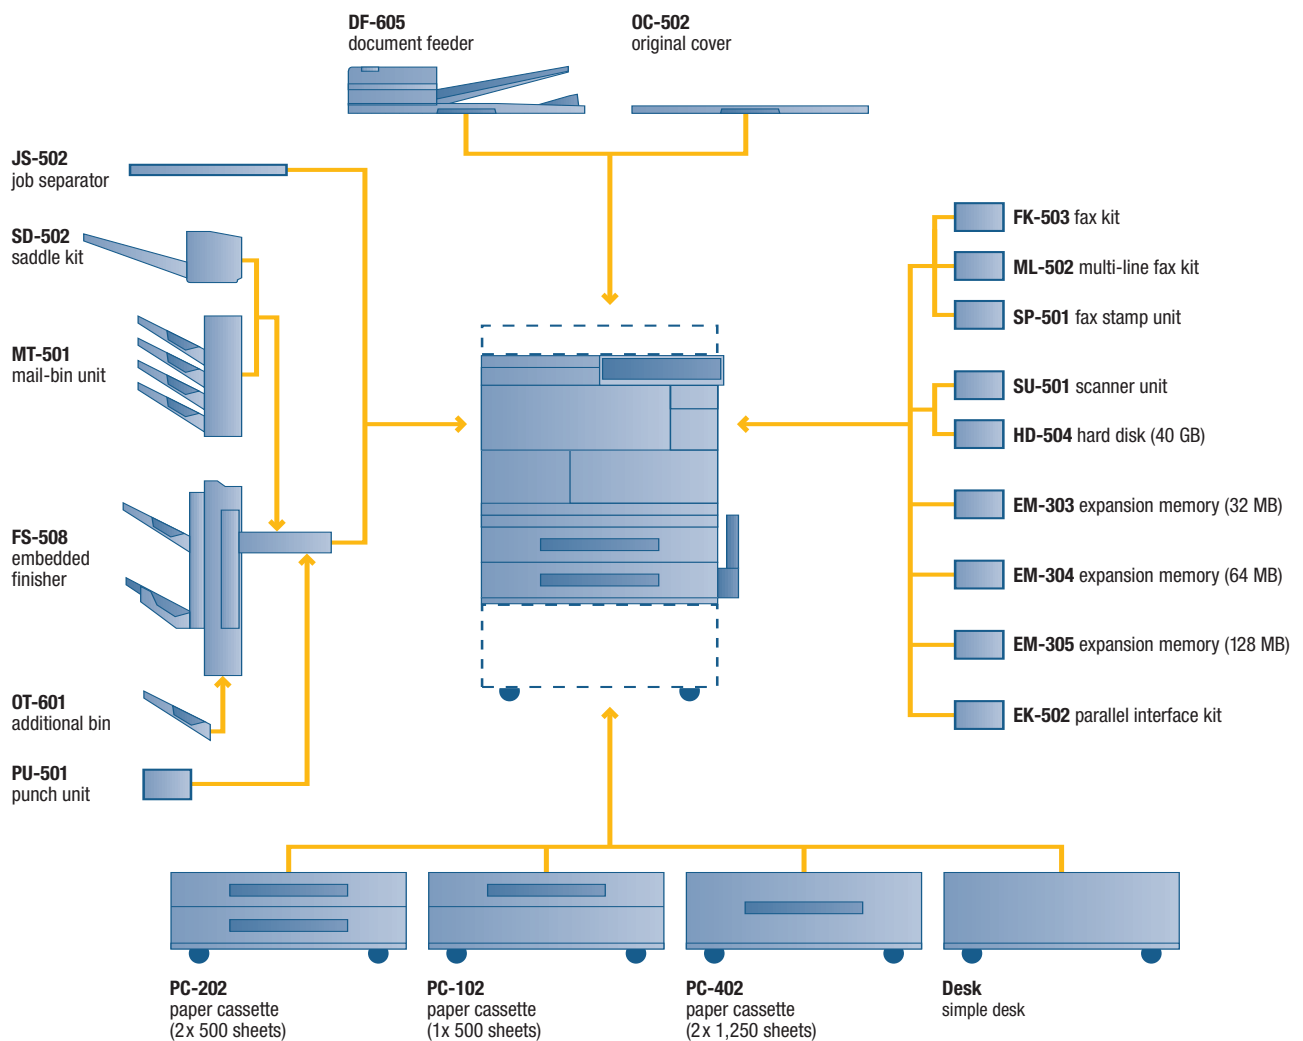 DF-605
document feeder
OC-502
original cover
JS-502
job separator
SD-502
saddle kit
MT-501
mail-bin unit
FS-508
embedded
finisher
OT-601
additional bin
PU-501
punch unit
FK-503 fax kit
ML-502 multi-line fax kit
SP-501 fax stamp unit
SU-501 scanner unit
HD-504 hard disk (40 GB)
EM-303 expansion memory (32 MB)
EM-304 expansion memory (64 MB)
EM-305 expansion memory (128 MB)
EK-502 parallel interface kit
PC-202
paper cassette
(2x 500 sheets)
PC-102
paper cassette
(1x 500 sheets)
PC-402
paper cassette
(2x 1,250 sheets)
Desk
simple desk